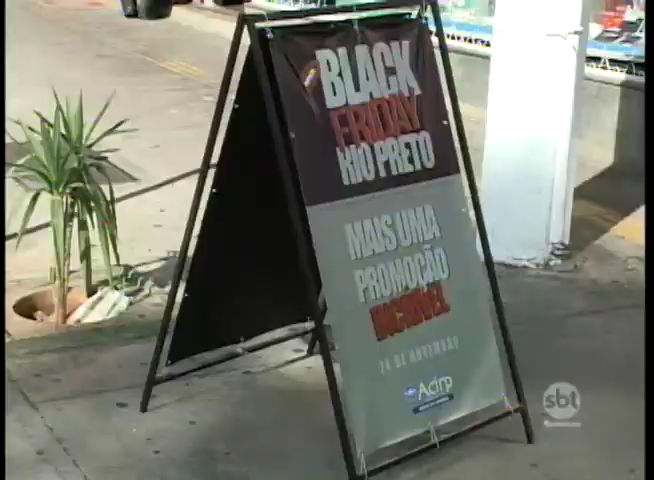 BLACK
FRIDAY
RIO PRETO
MAIS UMA
PROMOÇÃO
INCRÍVEL
24 DE NOVEMBRO
Acirp
sbt